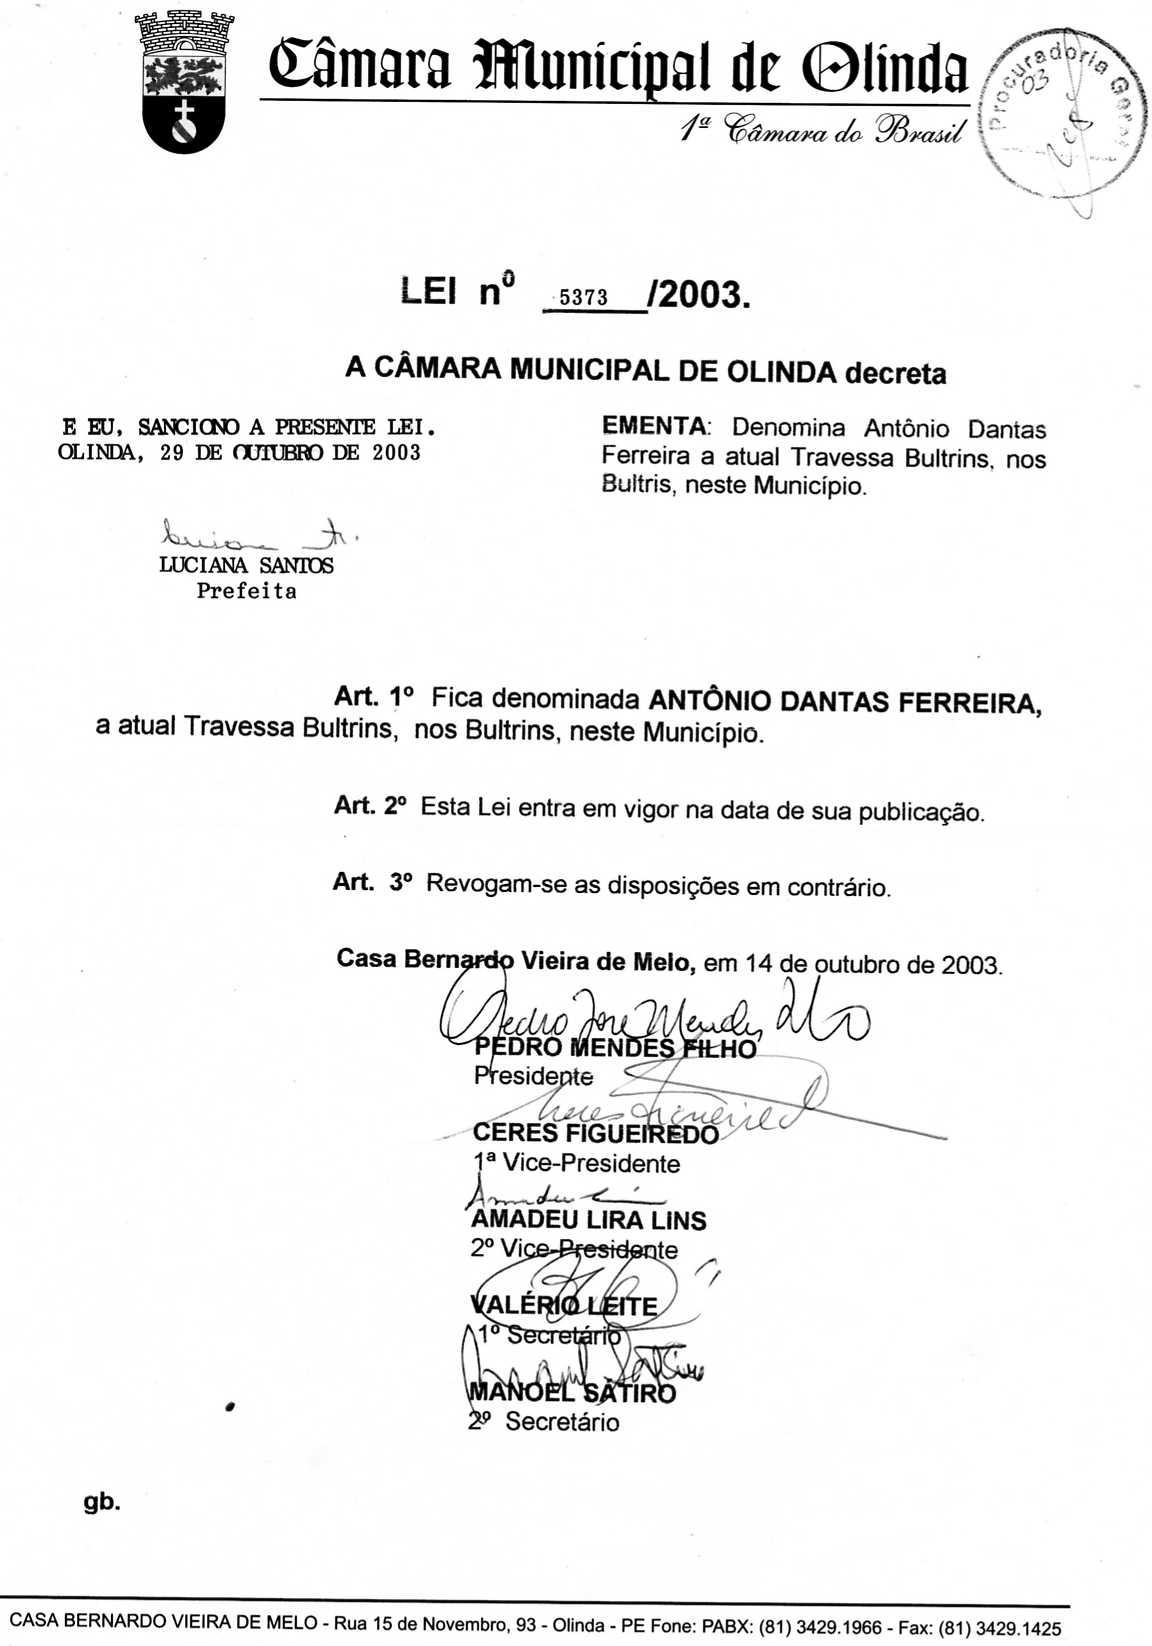 Câmara Municipal de Olinda
1ª Câmara do Brasil
Procuradoria Geral
03
LEI nº 5373 /2003.
A CÂMARA MUNICIPAL DE OLINDA decreta
E EU, SANCIONO A PRESENTE LEI.
OLINDA, 29 DE OUTUBRO DE 2003
LUCIANA SANTOS
Prefeita
EMENTA: Denomina Antônio Dantas
Ferreira a atual Travessa Bultrins, nos
Bultris, neste Município.
Art. 1º Fica denominada ANTÔNIO DANTAS FERREIRA,
a atual Travessa Bultrins, nos Bultrins, neste Município.
Art. 2º Esta Lei entra em vigor na data de sua publicação.
Art. 3º Revogam-se as disposições em contrário.
Casa Bernardo Vieira de Melo, em 14 de outubro de 2003.
Pedro José Mendes Filho
PEDRO MENDES FILHO
Presidente
Ceres Figueiredo
CERES FIGUEIREDO
1ª Vice-Presidente
Amadeu Lira
AMADEU LIRA LINS
2º Vice-Presidente
VALÉRIO LEITE
1º Secretário
Manoel Sátiro
MANOEL SÁTIRO
2º Secretário
gb.
CASA BERNARDO VIEIRA DE MELO - Rua 15 de Novembro, 93 - Olinda - PE Fone: PABX: (81) 3429.1966 - Fax: (81) 3429.1425